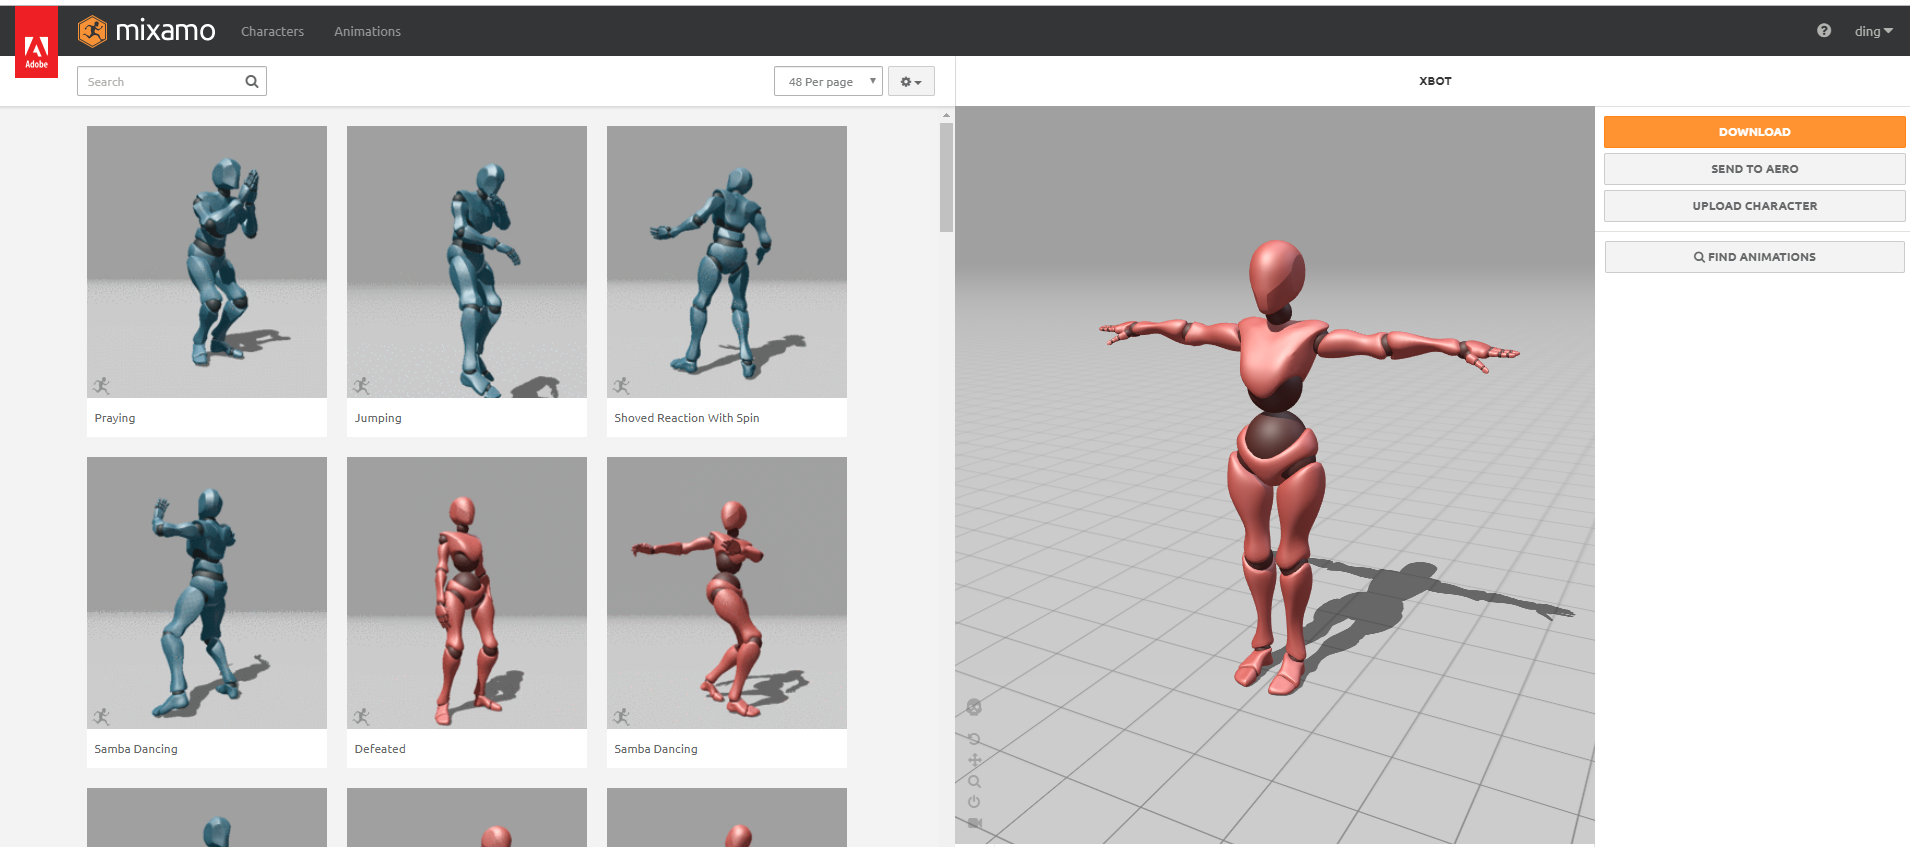 Adobe
mixamo
Characters
Animations
ding
Search
48 Per page
XBOT
DOWNLOAD
SEND TO AERO
UPLOAD CHARACTER
FIND ANIMATIONS
Praying
Jumping
Shoved Reaction With Spin
Samba Dancing
Defeated
Samba Dancing